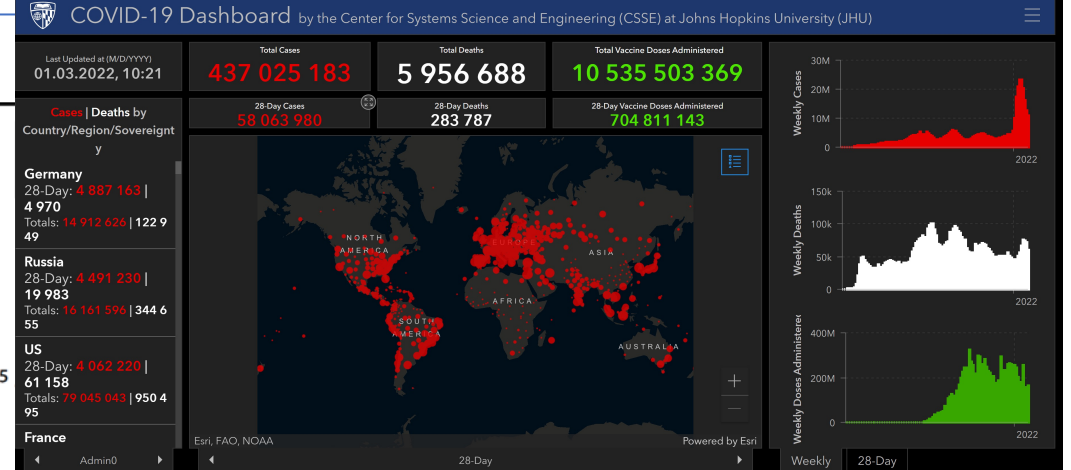 COVID-19 Dashboard by the Center for Systems Science and Engineering (CSSE) at Johns Hopkins University (JHU)
Last Updated at (M/D/YYYY)
01.03.2022, 10:21
Total Cases
437 025 183
Total Deaths
5 956 688
Total Vaccine Doses Administered
10 535 503 369
28-Day Cases
58 063 980
28-Day Deaths
283 787
28-Day Vaccine Doses Administered
704 811 143
Cases | Deaths by
Country/Region/Sovereignt
y
Germany
28-Day: 4 887 163 |
4 970
Totals: 14 912 626 | 122 9
49
Russia
28-Day: 4 491 230 |
19 983
Totals: 16 161 596 | 344 6
55
US
28-Day: 4 062 220 |
61 158
Totals: 79 045 043 | 950 4
95
France
Admin0
5
NORTH
AMERICA
EUROPE
ASIA
AFRICA
SOUTH
AMERICA
AUSTRALIA
+
−
Esri, FAO, NOAA
Powered by Esri
28-Day
Weekly Cases
30M
20M
10M
0
2022
Weekly Deaths
150k
100k
50k
0
2022
Weekly Doses Administered
400M
200M
0
2022
Weekly
28-Day